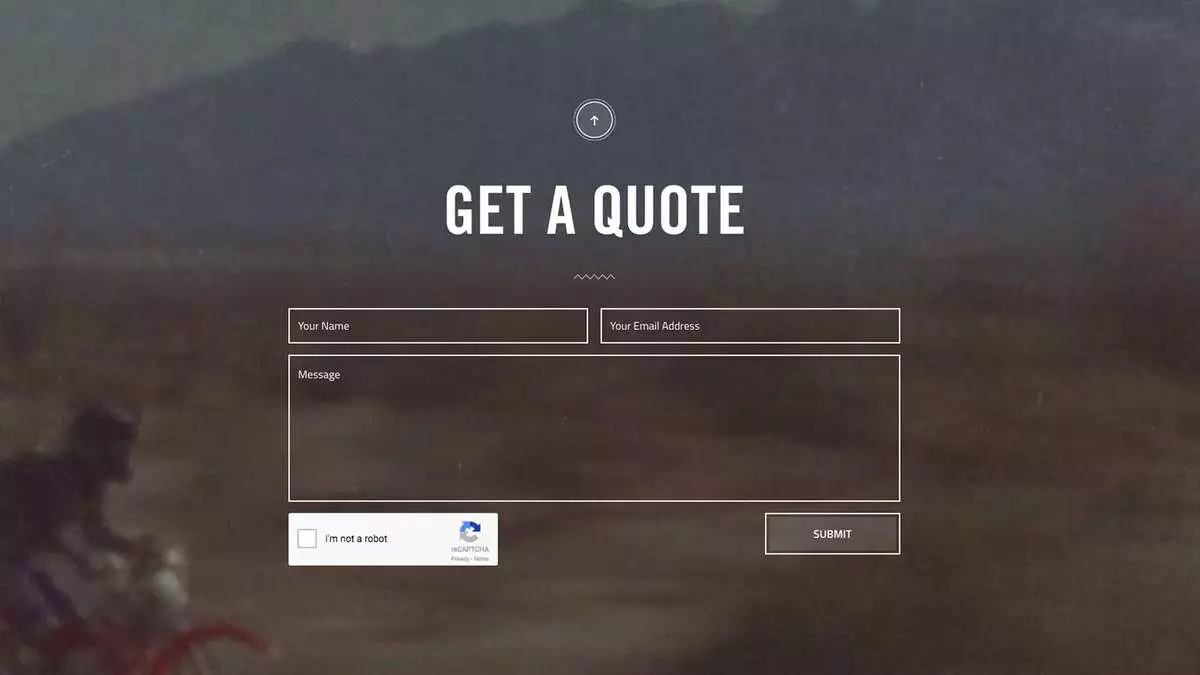 GET A QUOTE
Your Name
Your Email Address
Message
I'm not a robot
reCAPTCHA
Privacy - Terms
SUBMIT